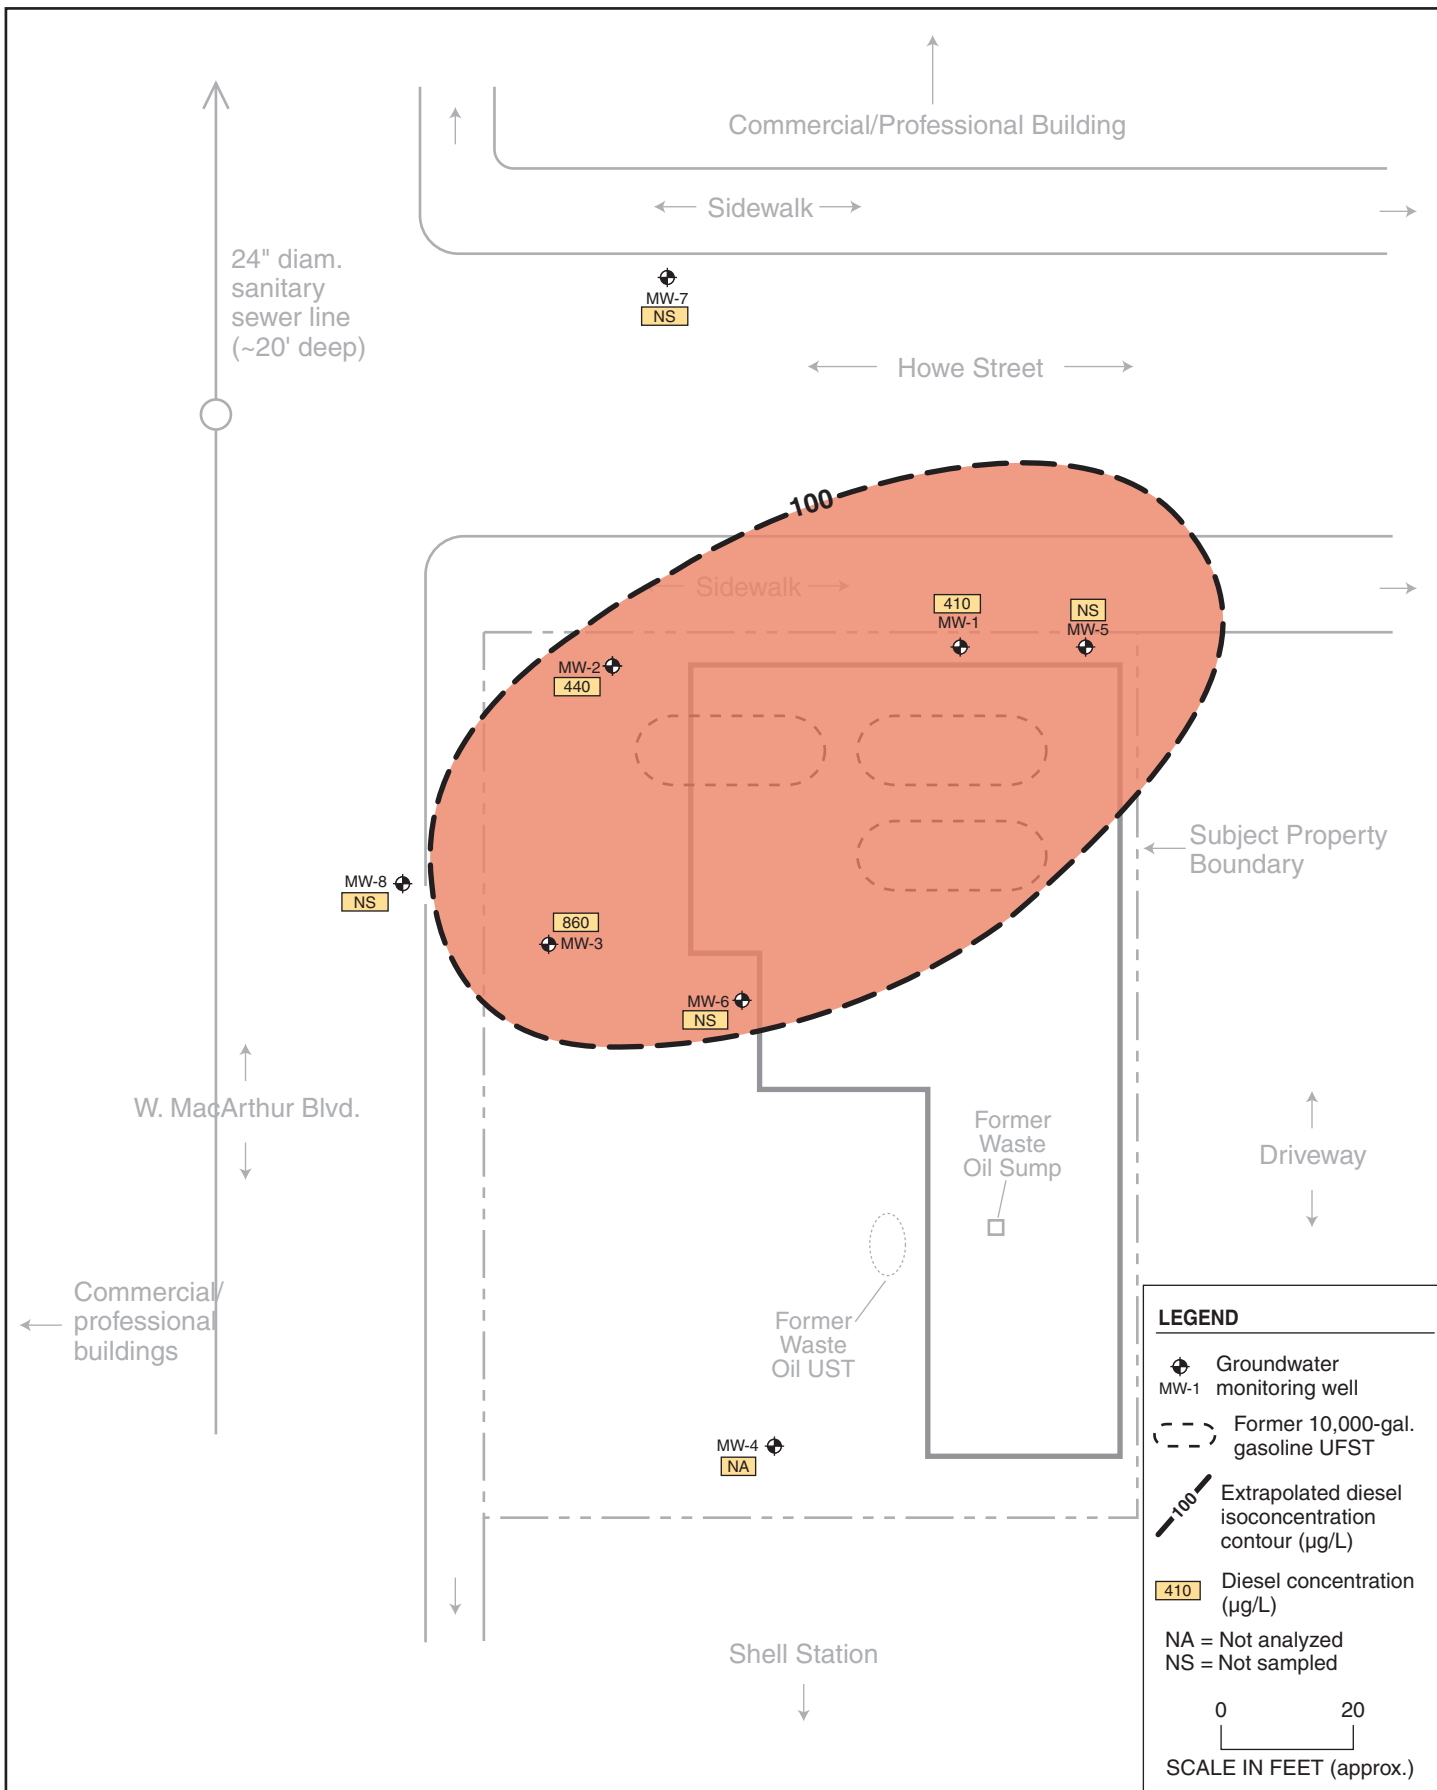 Commercial/Professional Building
Sidewalk
24" diam.
sanitary
sewer line
(~20' deep)
MW-7
NS
Howe Street
100
Sidewalk
410
MW-1
NS
MW-5
MW-2
440
Subject Property
Boundary
MW-8
NS
860
MW-3
MW-6
NS
W. MacArthur Blvd.
Former
Waste
Oil Sump
Driveway
Commercial/
professional
buildings
Former
Waste
Oil UST
MW-4
NA
Shell Station
LEGEND
MW-1
Groundwater
monitoring well
Former 10,000-gal.
gasoline UFST
100
Extrapolated diesel
isoconcentration
contour (µg/L)
410
Diesel concentration
(µg/L)
NA = Not analyzed
NS = Not sampled
0 20
SCALE IN FEET (approx.)